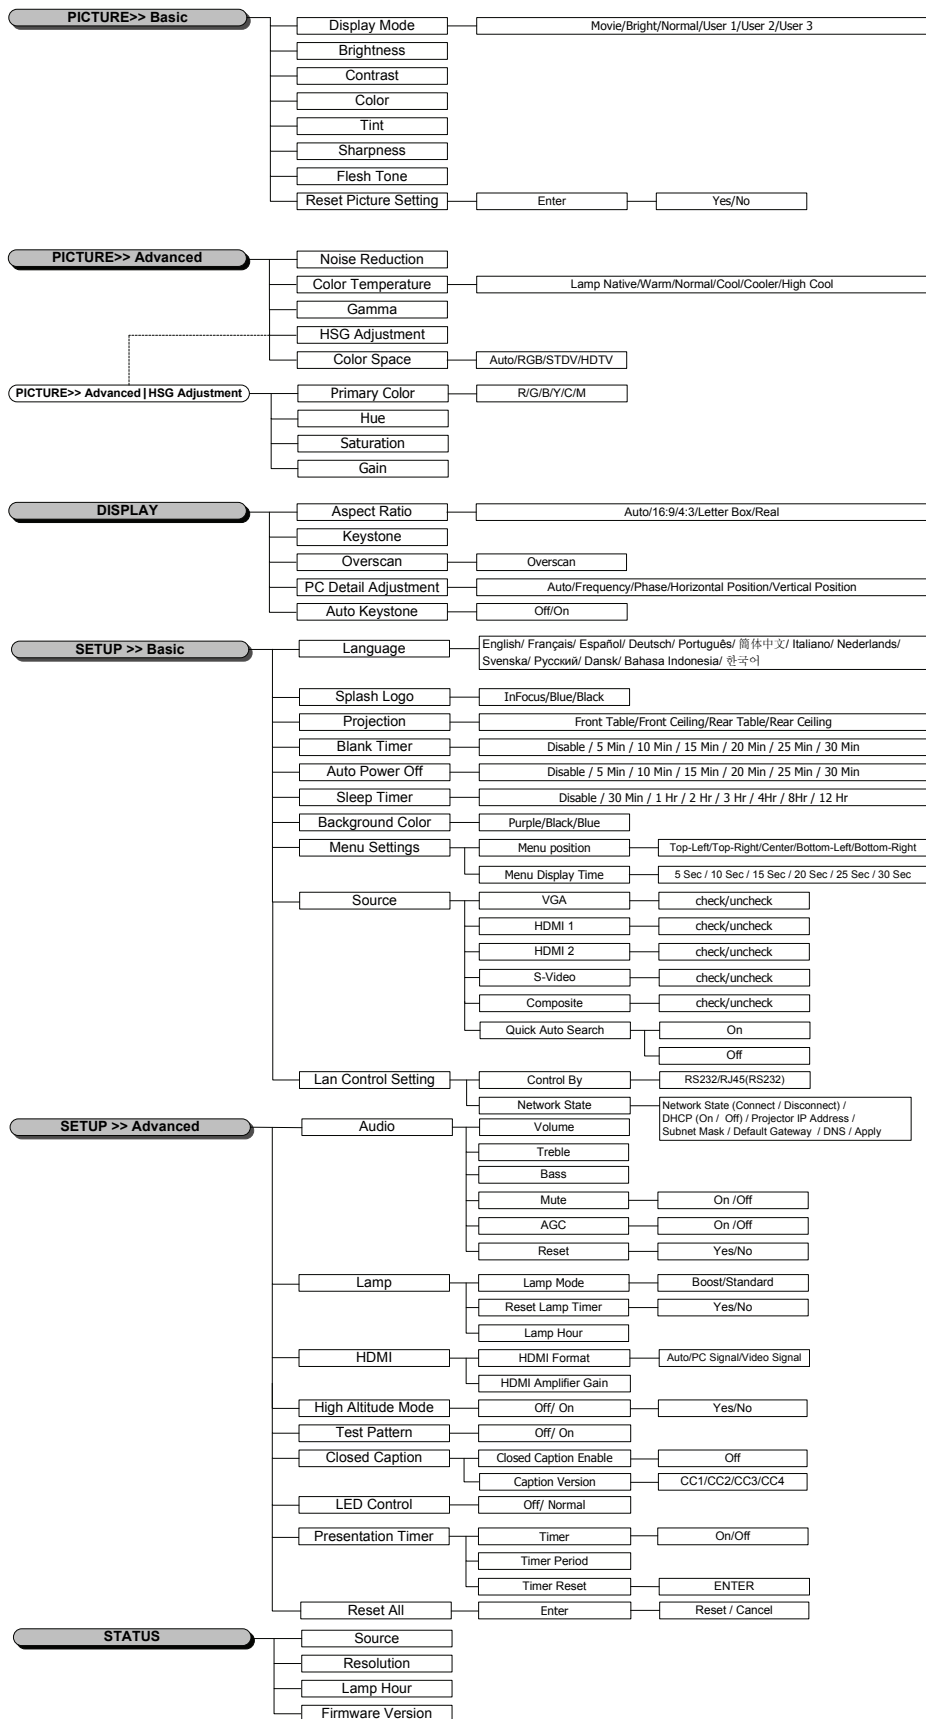 PICTURE>> Basic
Display Mode
Movie/Bright/Normal/User 1/User 2/User 3
Brightness
Contrast
Color
Tint
Sharpness
Flesh Tone
Reset Picture Setting
Enter
Yes/No
PICTURE>> Advanced
Noise Reduction
Color Temperature
Lamp Native/Warm/Normal/Cool/Cooler/High Cool
Gamma
HSG Adjustment
Color Space
Auto/RGB/STDV/HDTV
PICTURE>> Advanced|HSG Adjustment
Primary Color
R/G/B/Y/C/M
Hue
Saturation
Gain
DISPLAY
Aspect Ratio
Auto/16:9/4:3/Letter Box/Real
Keystone
Overscan
Overscan
PC Detail Adjustment
Auto/Frequency/Phase/Horizontal Position/Vertical Position
Auto Keystone
Off/On
SETUP >> Basic
Language
English/ Français/ Español/ Deutsch/ Português/ 简体中文/ Italiano/ Nederlands/
Svenska/ Русский/ Dansk/ Bahasa Indonesia/ 한국어
Splash Logo
InFocus/Blue/Black
Projection
Front Table/Front Ceiling/Rear Table/Rear Ceiling
Blank Timer
Disable / 5 Min / 10 Min / 15 Min / 20 Min / 25 Min / 30 Min
Auto Power Off
Disable / 5 Min / 10 Min / 15 Min / 20 Min / 25 Min / 30 Min
Sleep Timer
Disable / 30 Min / 1 Hr / 2 Hr / 3 Hr / 4Hr / 8Hr / 12 Hr
Background Color
Purple/Black/Blue
Menu Settings
Menu position
Top-Left/Top-Right/Center/Bottom-Left/Bottom-Right
Menu Display Time
5 Sec / 10 Sec / 15 Sec / 20 Sec / 25 Sec / 30 Sec
Source
VGA
check/uncheck
HDMI 1
check/uncheck
HDMI 2
check/uncheck
S-Video
check/uncheck
Composite
check/uncheck
Quick Auto Search
On
Off
Lan Control Setting
Control By
RS232/RJ45(RS232)
Network State
Network State (Connect / Disconnect) /
DHCP (On / Off) / Projector IP Address /
Subnet Mask / Default Gateway / DNS / Apply
SETUP >> Advanced
Audio
Volume
Treble
Bass
Mute
On /Off
AGC
On /Off
Reset
Yes/No
Lamp
Lamp Mode
Boost/Standard
Reset Lamp Timer
Yes/No
Lamp Hour
HDMI
HDMI Format
Auto/PC Signal/Video Signal
HDMI Amplifier Gain
High Altitude Mode
Off/ On
Yes/No
Test Pattern
Off/ On
Closed Caption
Closed Caption Enable
Off
Caption Version
CC1/CC2/CC3/CC4
LED Control
Off/ Normal
Presentation Timer
Timer
On/Off
Timer Period
Timer Reset
ENTER
Reset All
Enter
Reset / Cancel
STATUS
Source
Resolution
Lamp Hour
Firmware Version